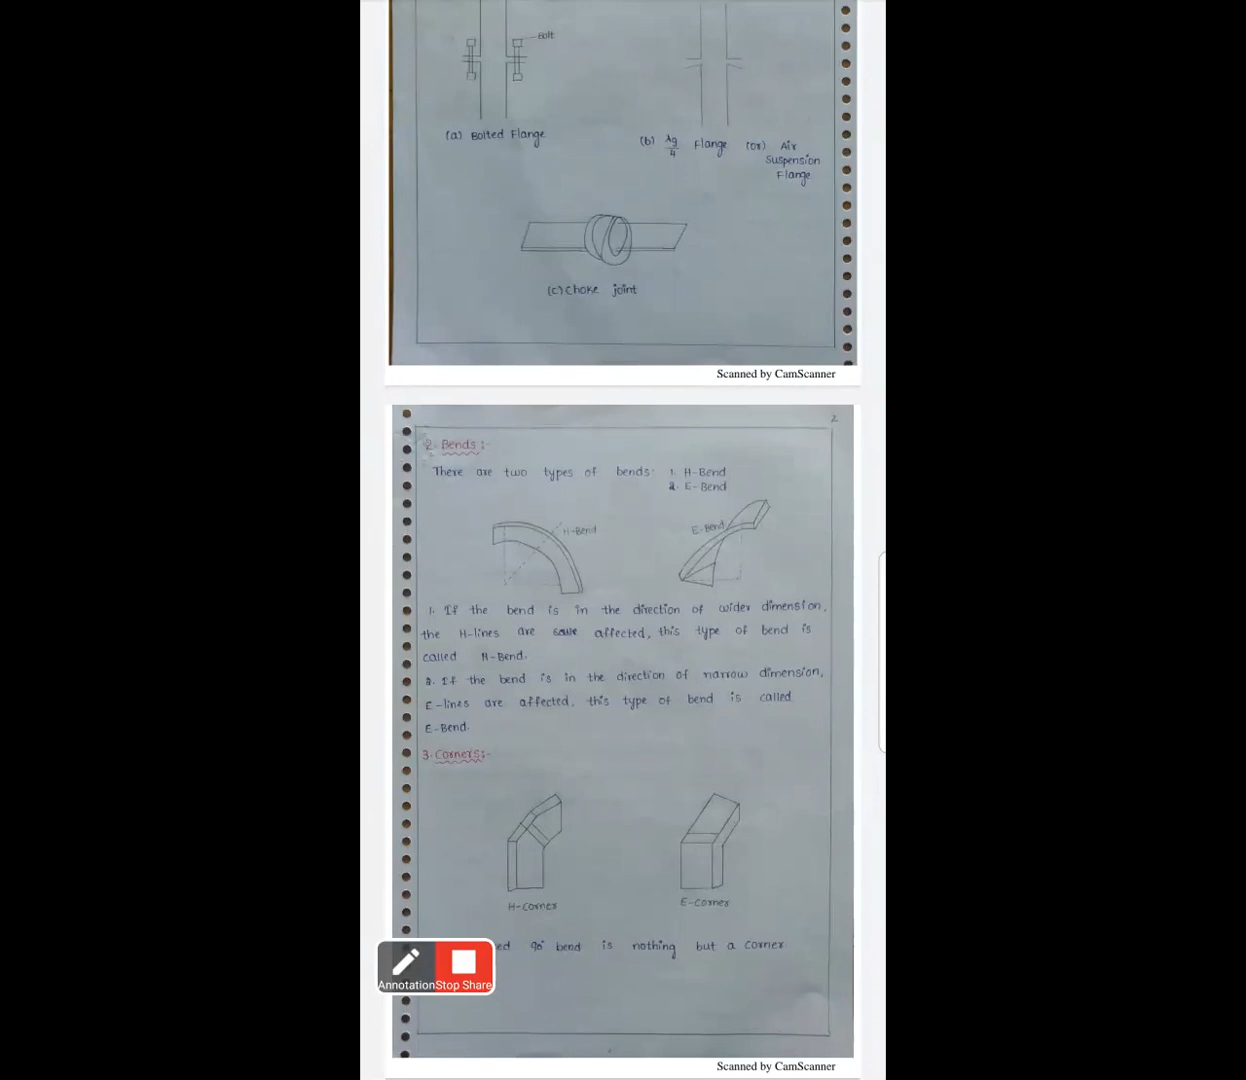 Bolt
(a) Bolted Flange
(b) λg/4 Flange (or) Air
Suspension
Flange
(c) Choke joint
Scanned by CamScanner
2
2. Bends :-
There are two types of bends: 1. H-Bend
2. E-Bend
H-Bend
E-Bend
1. If the bend is in the direction of wider dimension,
the H-lines are affected, this type of bend is
called H-Bend.
2. If the bend is in the direction of narrow dimension,
E-lines are affected, this type of bend is called
E-Bend.
3. Corners:-
H-corner
E-corner
ed 90° bend is nothing but a corner
Annotation Stop Share
Scanned by CamScanner